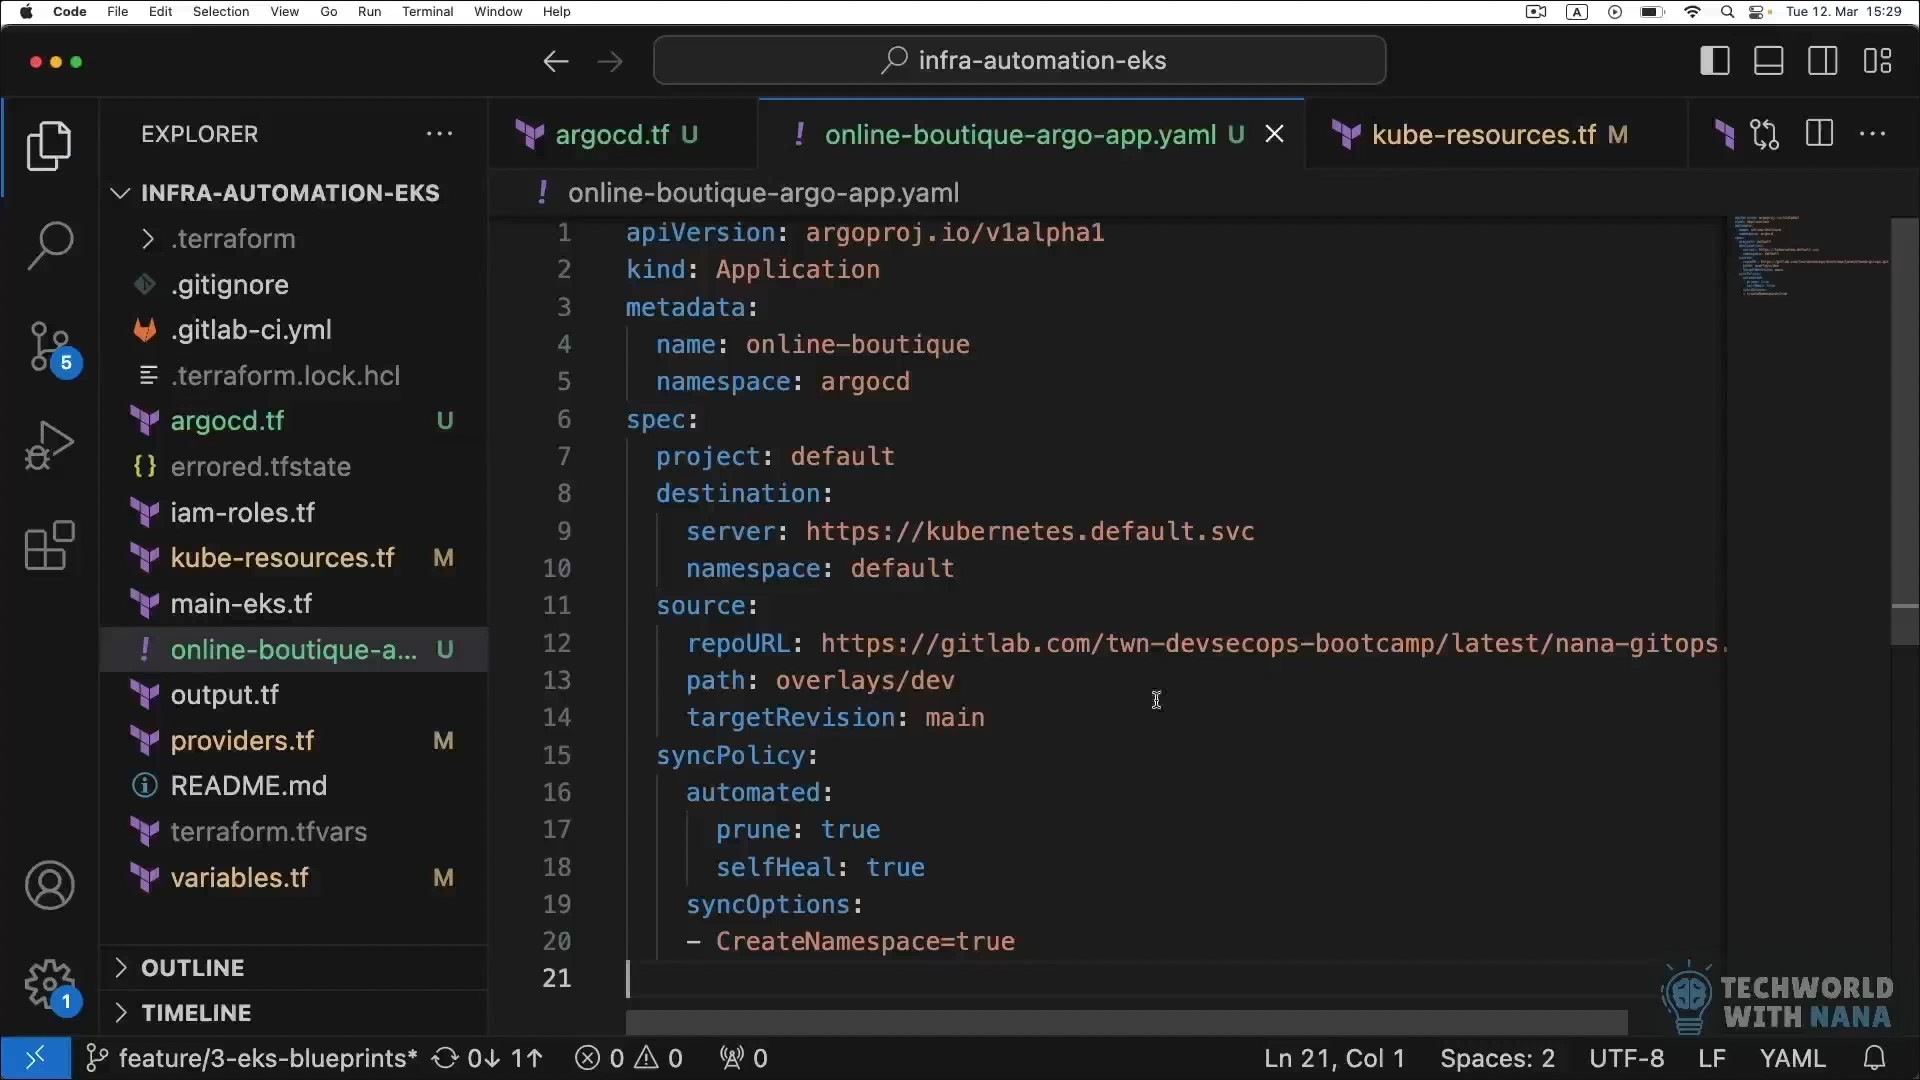 Code File Edit Selection View Go Run Terminal Window Help A Tue 12. Mar 15:29
infra-automation-eks
EXPLORER
INFRA-AUTOMATION-EKS
.terraform
.gitignore
.gitlab-ci.yml
.terraform.lock.hcl
argocd.tf U
{} errored.tfstate
iam-roles.tf
kube-resources.tf M
main-eks.tf
! online-boutique-a... U
output.tf
providers.tf M
README.md
terraform.tfvars
variables.tf M
OUTLINE
TIMELINE
5
1
argocd.tf U
! online-boutique-argo-app.yaml U
kube-resources.tf M
! online-boutique-argo-app.yaml
1 apiVersion: argoproj.io/v1alpha1
2 kind: Application
3 metadata:
4 name: online-boutique
5 namespace: argocd
6 spec:
7 project: default
8 destination:
9 server: https://kubernetes.default.svc
10 namespace: default
11 source:
12 repoURL: https://gitlab.com/twn-devsecops-bootcamp/latest/nana-gitops.
13 path: overlays/dev
14 targetRevision: main
15 syncPolicy:
16 automated:
17 prune: true
18 selfHeal: true
19 syncOptions:
20 - CreateNamespace=true
21
TECHWORLD
WITH NANA
feature/3-eks-blueprints* 0↓ 1↑ 0 0 0 Ln 21, Col 1 Spaces: 2 UTF-8 LF YAML